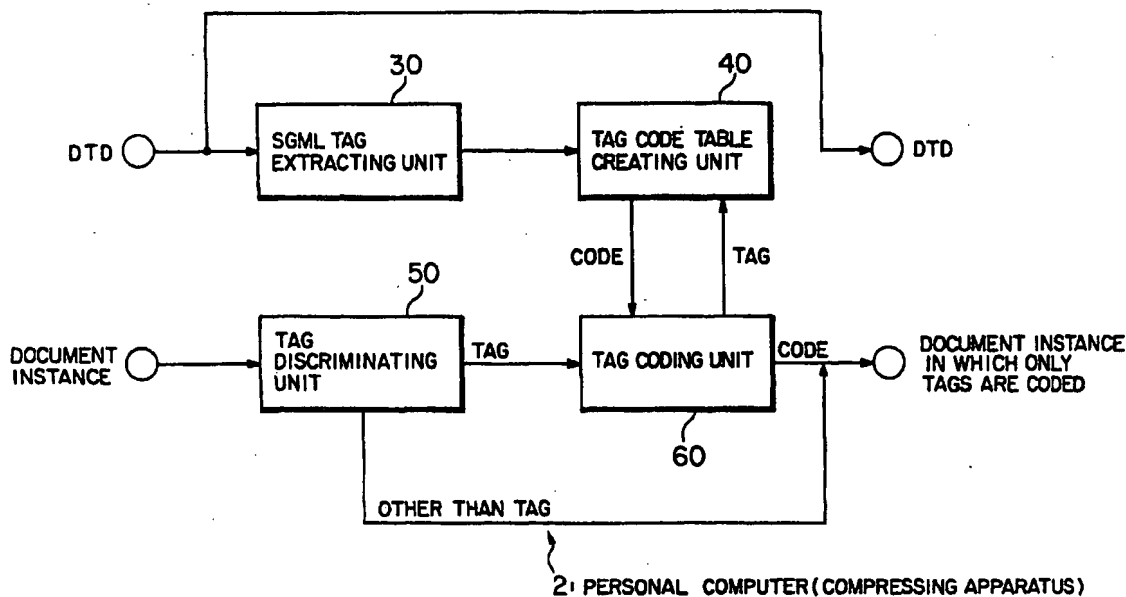 30
40
DTD
SGML TAG
EXTRACTING UNIT
TAG CODE TABLE
CREATING UNIT
DTD
CODE
TAG
50
DOCUMENT
INSTANCE
TAG
DISCRIMINATING
UNIT
TAG
TAG CODING UNIT
CODE
DOCUMENT INSTANCE
IN WHICH ONLY
TAGS ARE CODED
60
OTHER THAN TAG
2: PERSONAL COMPUTER (COMPRESSING APPARATUS)